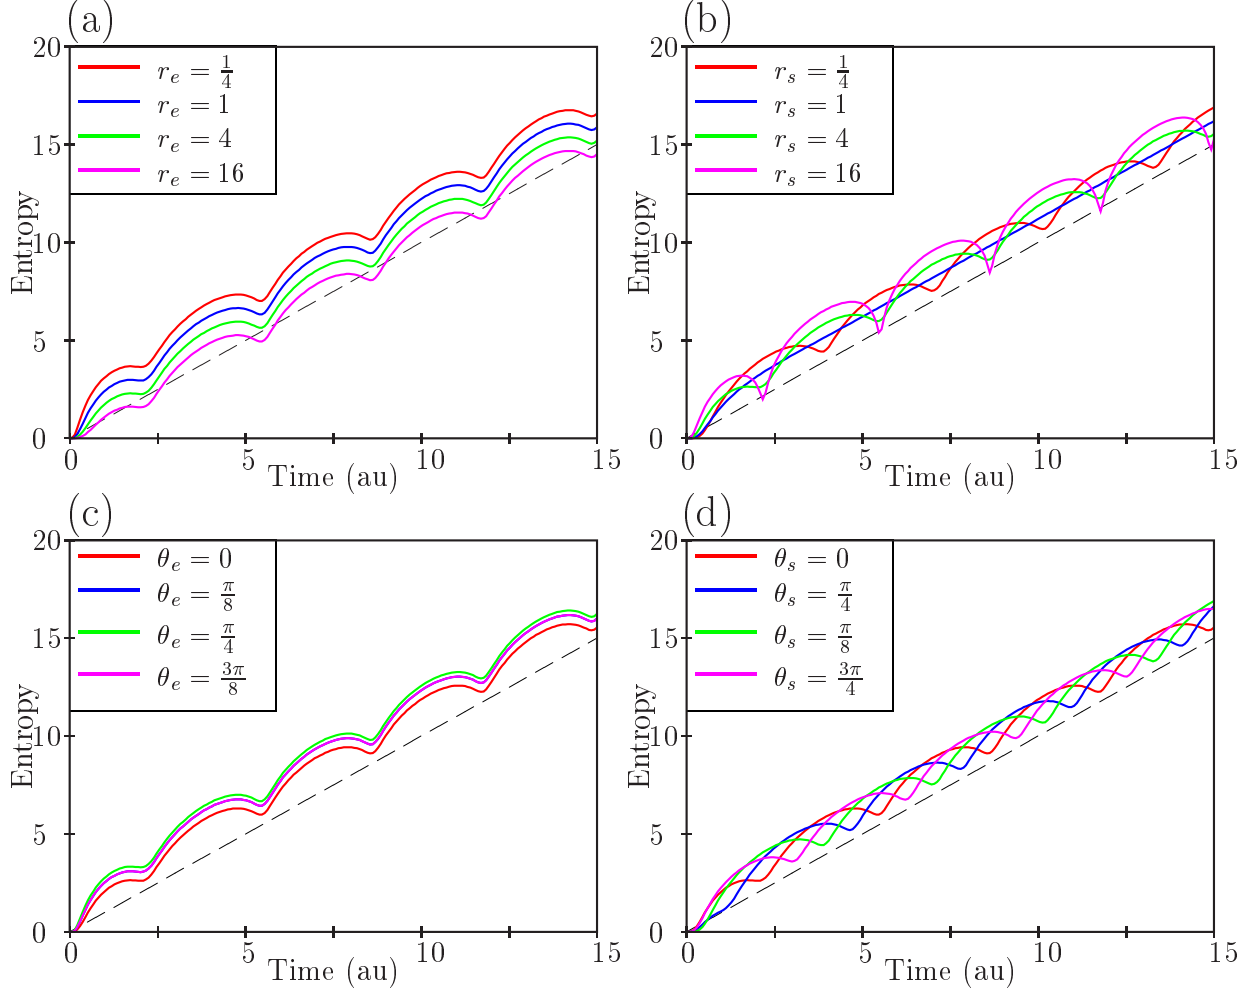 (a)
20
r_e = 1/4
r_e = 1
15
r_e = 4
r_e = 16
Entropy
10
5
0
0 5 10 15
Time (au)
(b)
20
r_s = 1/4
r_s = 1
15
r_s = 4
r_s = 16
Entropy
10
5
0
0 5 10 15
Time (au)
(c)
20
θ_e = 0
θ_e = π/8
15
θ_e = π/4
θ_e = 3π/8
Entropy
10
5
0
0 5 10 15
Time (au)
(d)
20
θ_s = 0
θ_s = π/4
15
θ_s = π/8
θ_s = 3π/4
Entropy
10
5
0
0 5 10 15
Time (au)